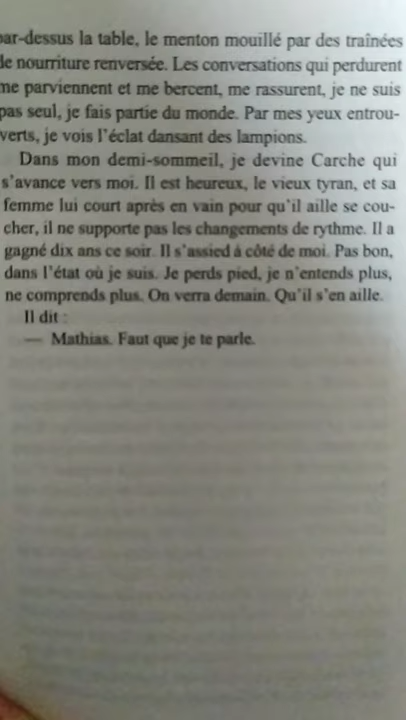 par-dessus la table, le menton mouillé par des traînées
de nourriture renversée. Les conversations qui perdurent
me parviennent et me bercent, me rassurent, je ne suis
pas seul, je fais partie du monde. Par mes yeux entrou-
verts, je vois l'éclat dansant des lampions.
Dans mon demi-sommeil, je devine Carche qui
s'avance vers moi. Il est heureux, le vieux tyran, et sa
femme lui court après en vain pour qu'il aille se cou-
cher, il ne supporte pas les changements de rythme. Il a
gagné dix ans ce soir. Il s'assied à côté de moi. Pas bon,
dans l'état où je suis. Je perds pied, je n'entends plus,
ne comprends plus. On verra demain. Qu'il s'en aille.
Il dit :
— Mathias. Faut que je te parle.